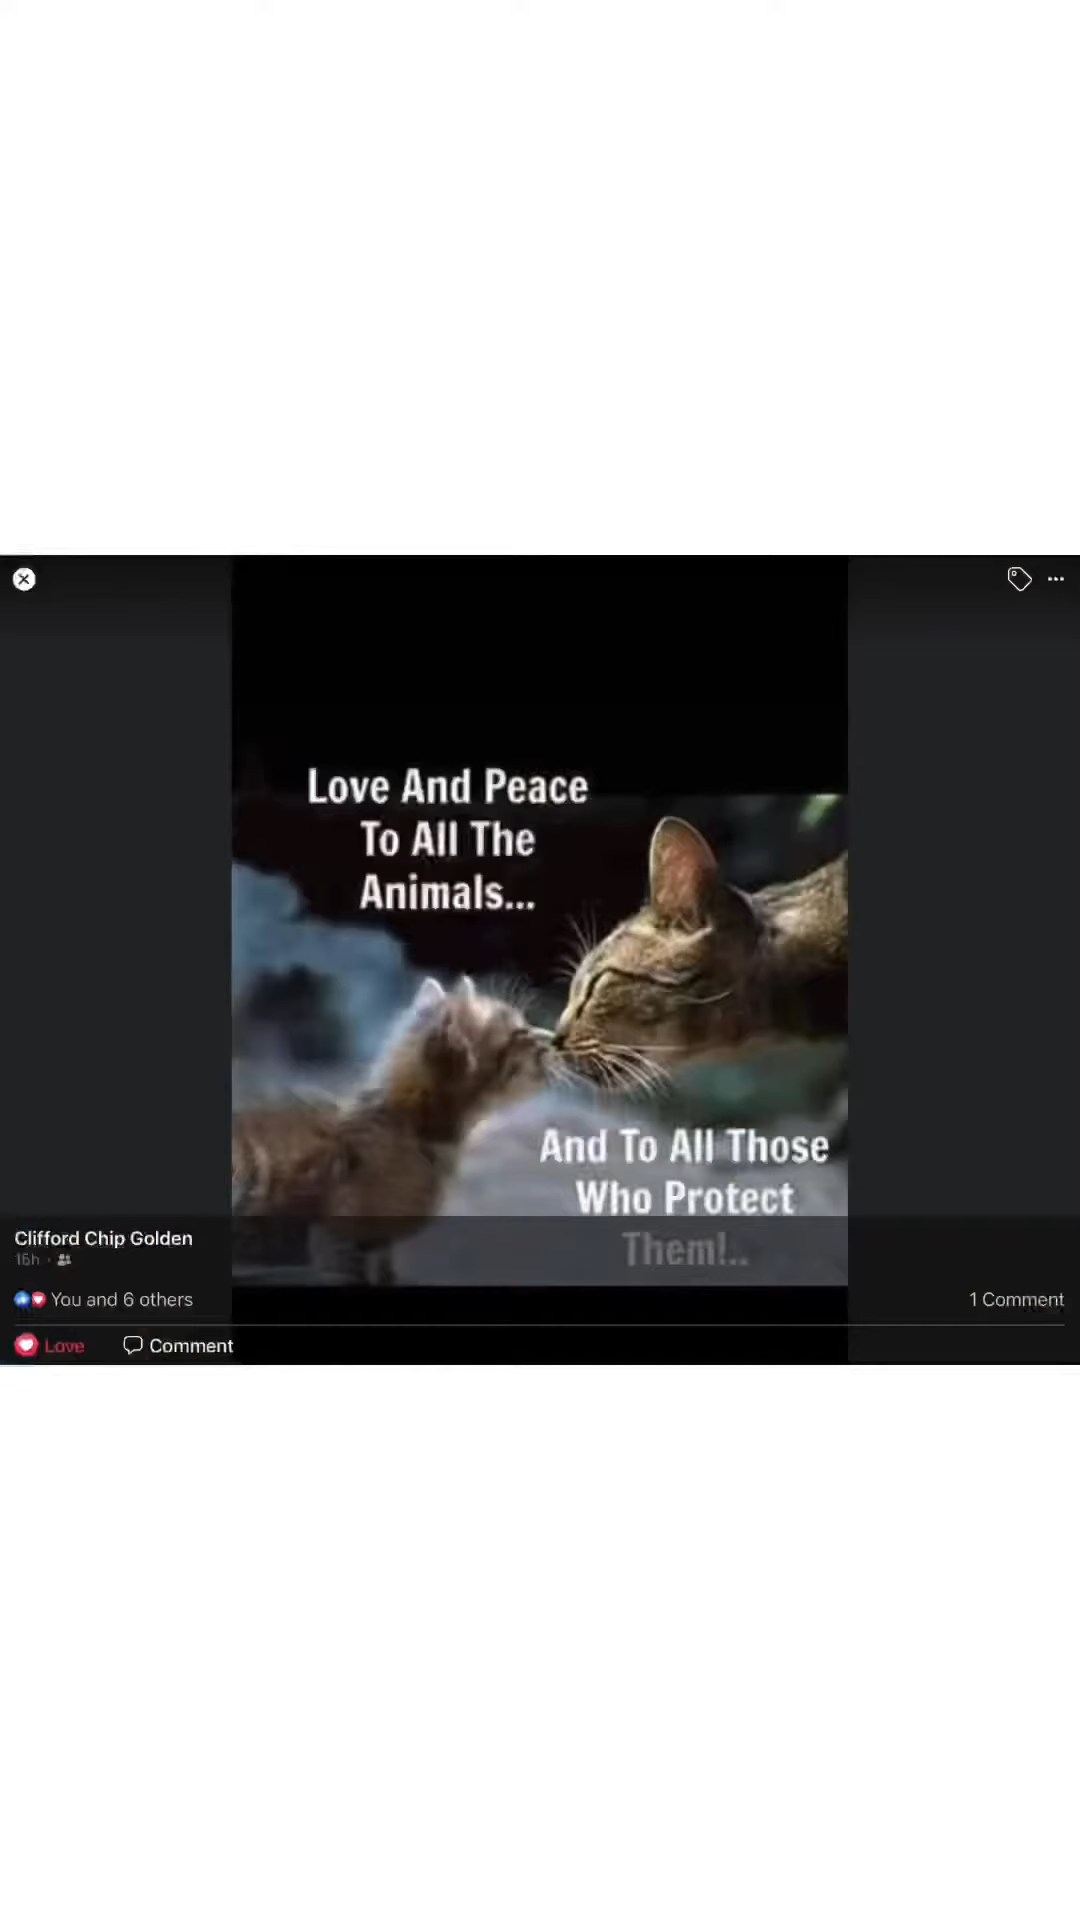 Love And Peace
To All The
Animals...
And To All Those
Who Protect
Them!..
Clifford Chip Golden
15h ·
You and 6 others
1 Comment
Love
Comment